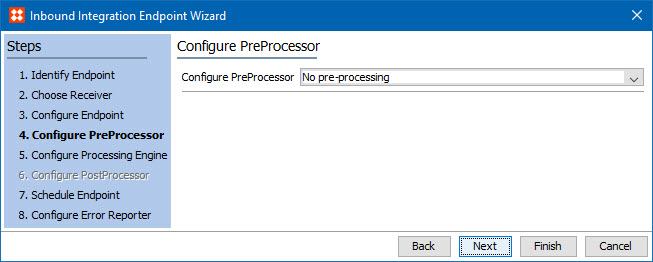 Inbound Integration Endpoint Wizard
Steps
1. Identify Endpoint
2. Choose Receiver
3. Configure Endpoint
4. Configure PreProcessor
5. Configure Processing Engine
6. Configure PostProcessor
7. Schedule Endpoint
8. Configure Error Reporter
Configure PreProcessor
Configure PreProcessor No pre-processing
Back Next Finish Cancel